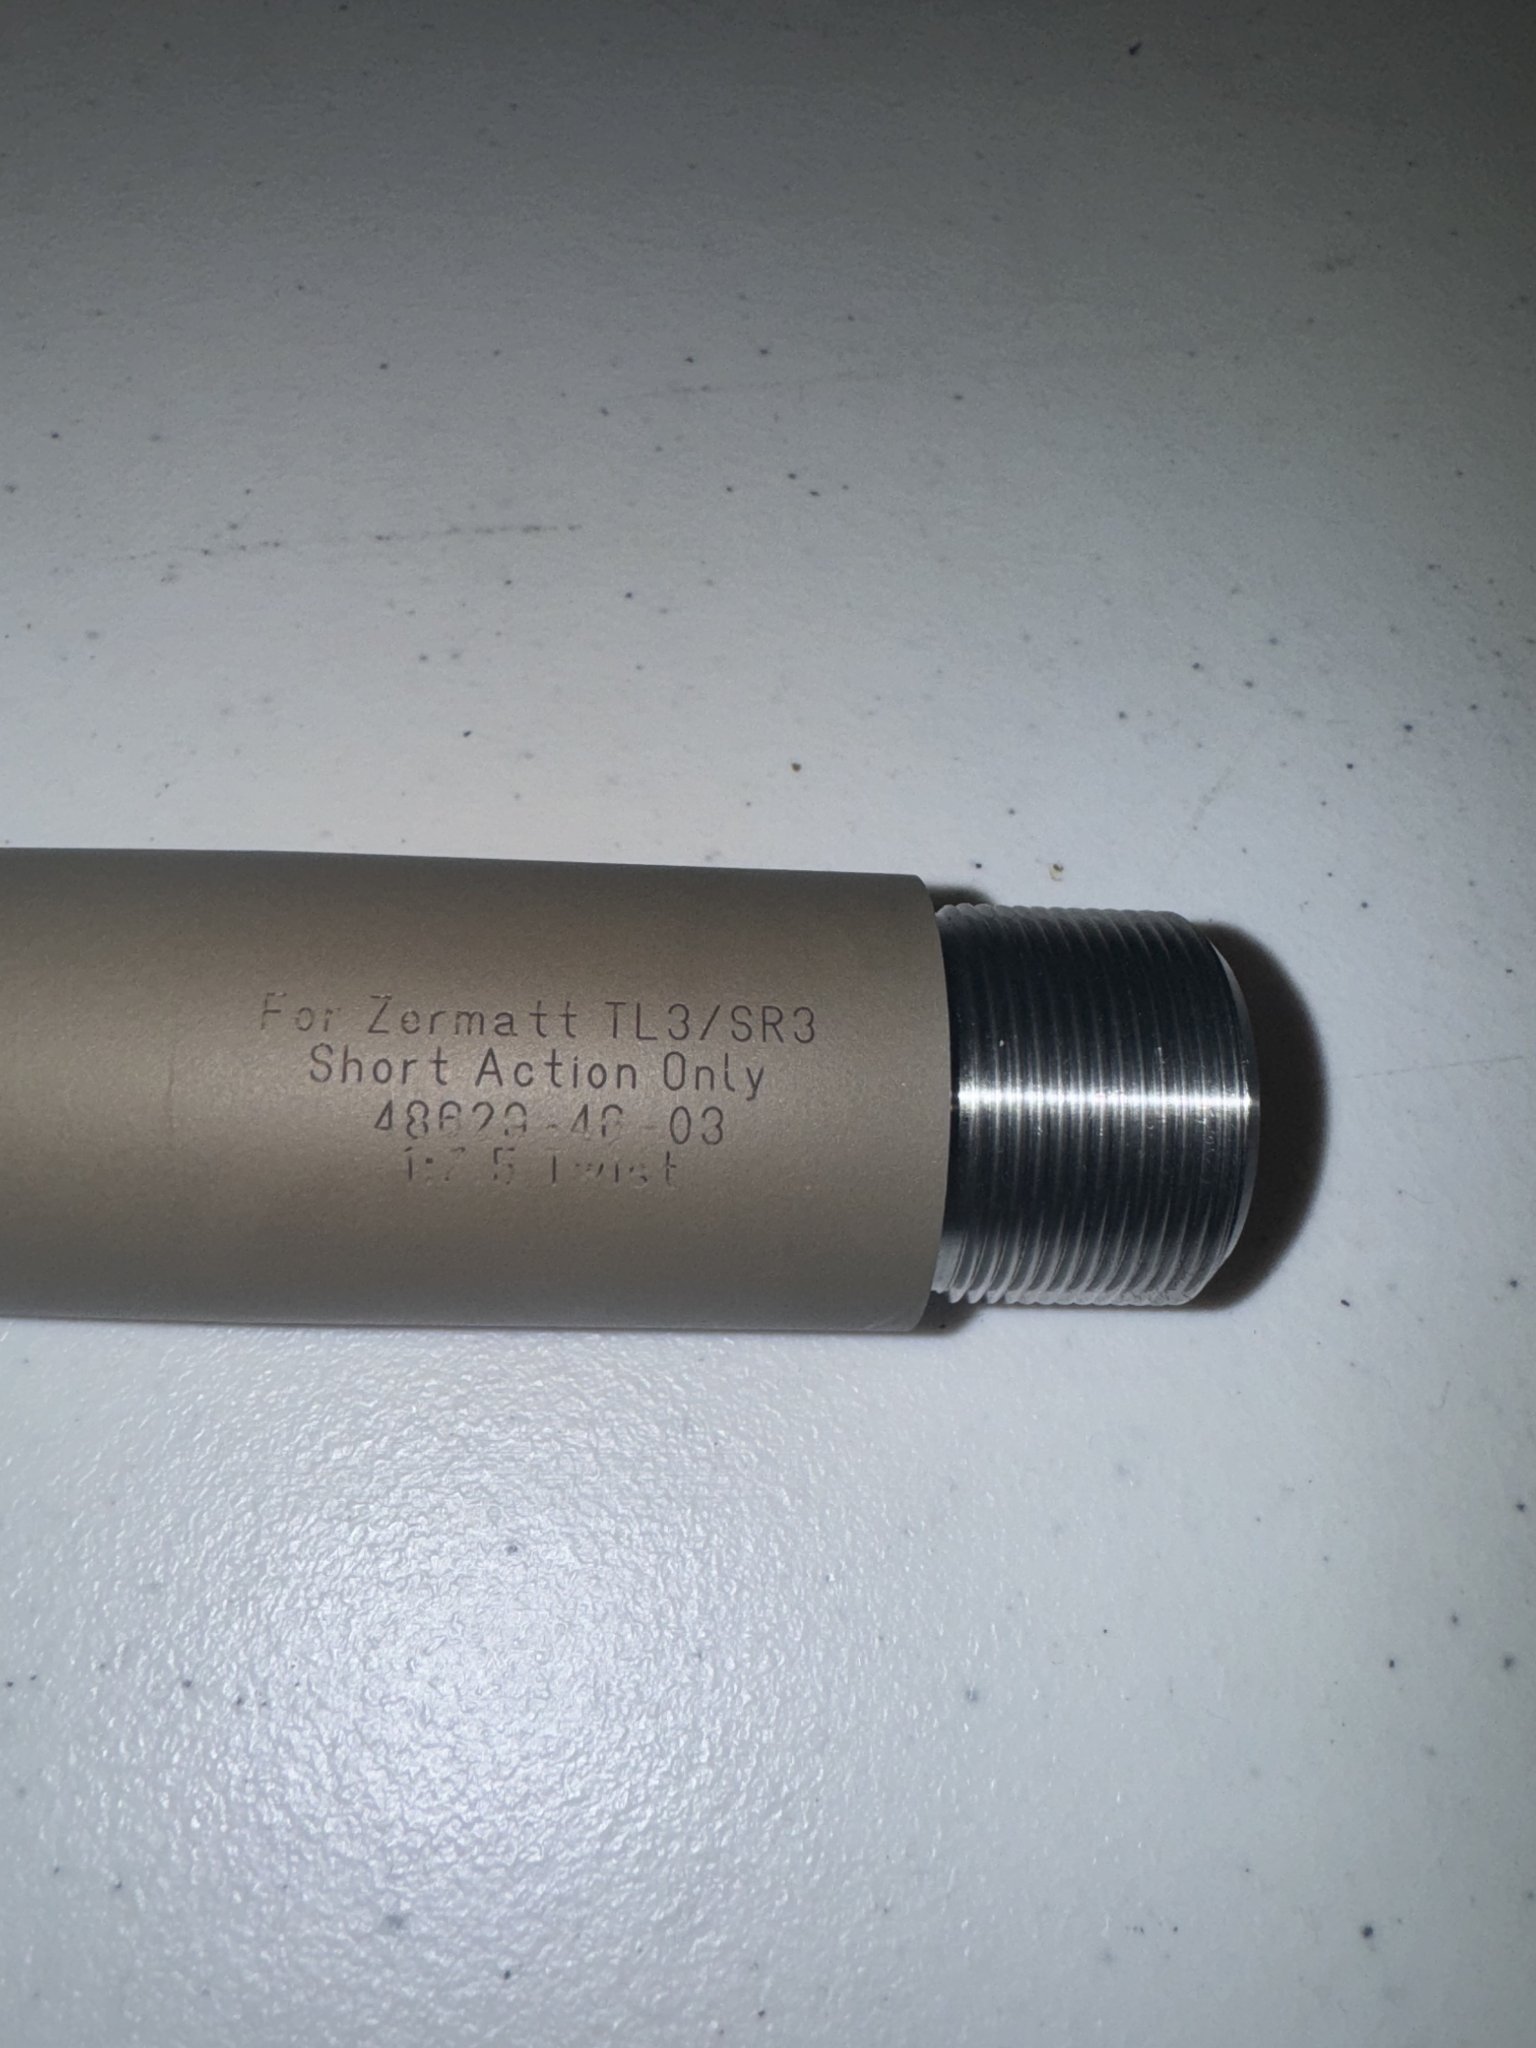 For Zermatt TL3/SR3
Short Action Only
1:7.5 Twist